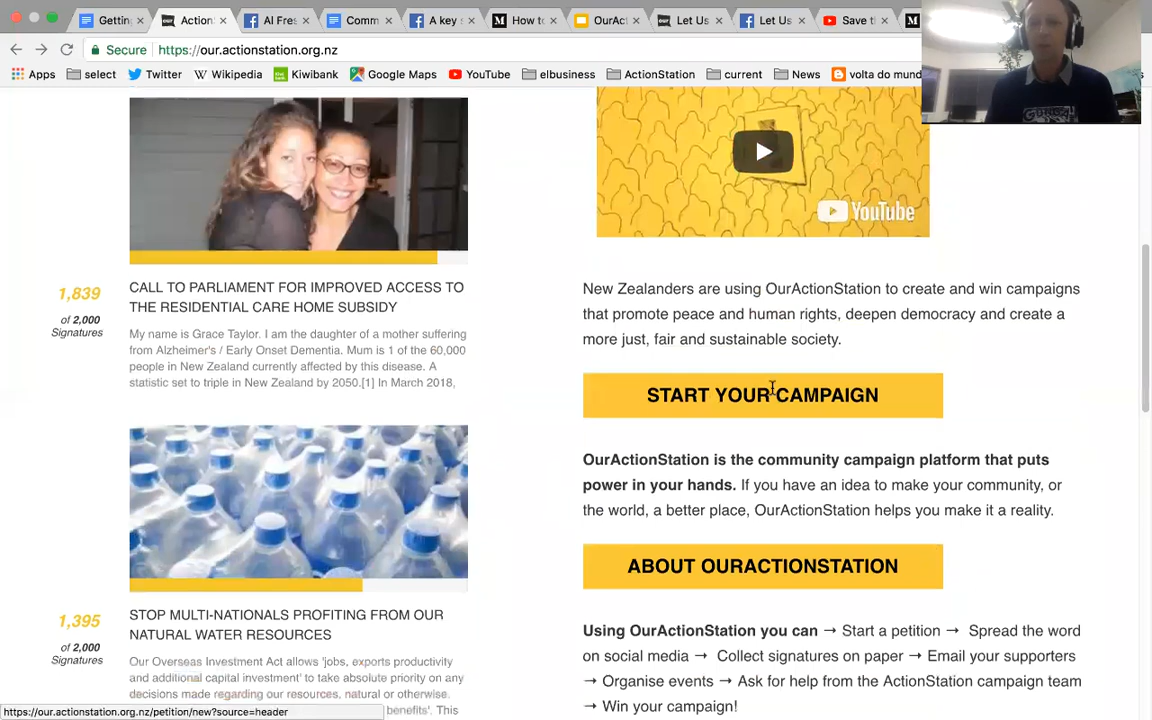 Getting
Action
AI Fres
Comm
A key s
How to
OurAct
Let Us
Let Us
Save ti
Secure https://our.actionstation.org.nz
Apps select Twitter Wikipedia Kiwibank Google Maps YouTube elbusiness ActionStation current News volta do mund
YouTube
1,839
of 2,000
Signatures
CALL TO PARLIAMENT FOR IMPROVED ACCESS TO
THE RESIDENTIAL CARE HOME SUBSIDY
My name is Grace Taylor. I am the daughter of a mother suffering
from Alzheimer's / Early Onset Dementia. Mum is 1 of the 60,000
people in New Zealand currently affected by this disease. A
statistic set to triple in New Zealand by 2050.[1] In March 2018,
1,395
of 2,000
Signatures
STOP MULTI-NATIONALS PROFITING FROM OUR
NATURAL WATER RESOURCES
Our Overseas Investment Act allows 'jobs, exports productivity
and additional capital investment' to take absolute priority on any
decisions made regarding our resources, natural or otherwise.
benefits'. This
New Zealanders are using OurActionStation to create and win campaigns
that promote peace and human rights, deepen democracy and create a
more just, fair and sustainable society.
START YOUR CAMPAIGN
OurActionStation is the community campaign platform that puts
power in your hands. If you have an idea to make your community, or
the world, a better place, OurActionStation helps you make it a reality.
ABOUT OURACTIONSTATION
Using OurActionStation you can → Start a petition → Spread the word
on social media → Collect signatures on paper → Email your supporters
→ Organise events → Ask for help from the ActionStation campaign team
→ Win your campaign!
https://our.actionstation.org.nz/petition/new?source=header